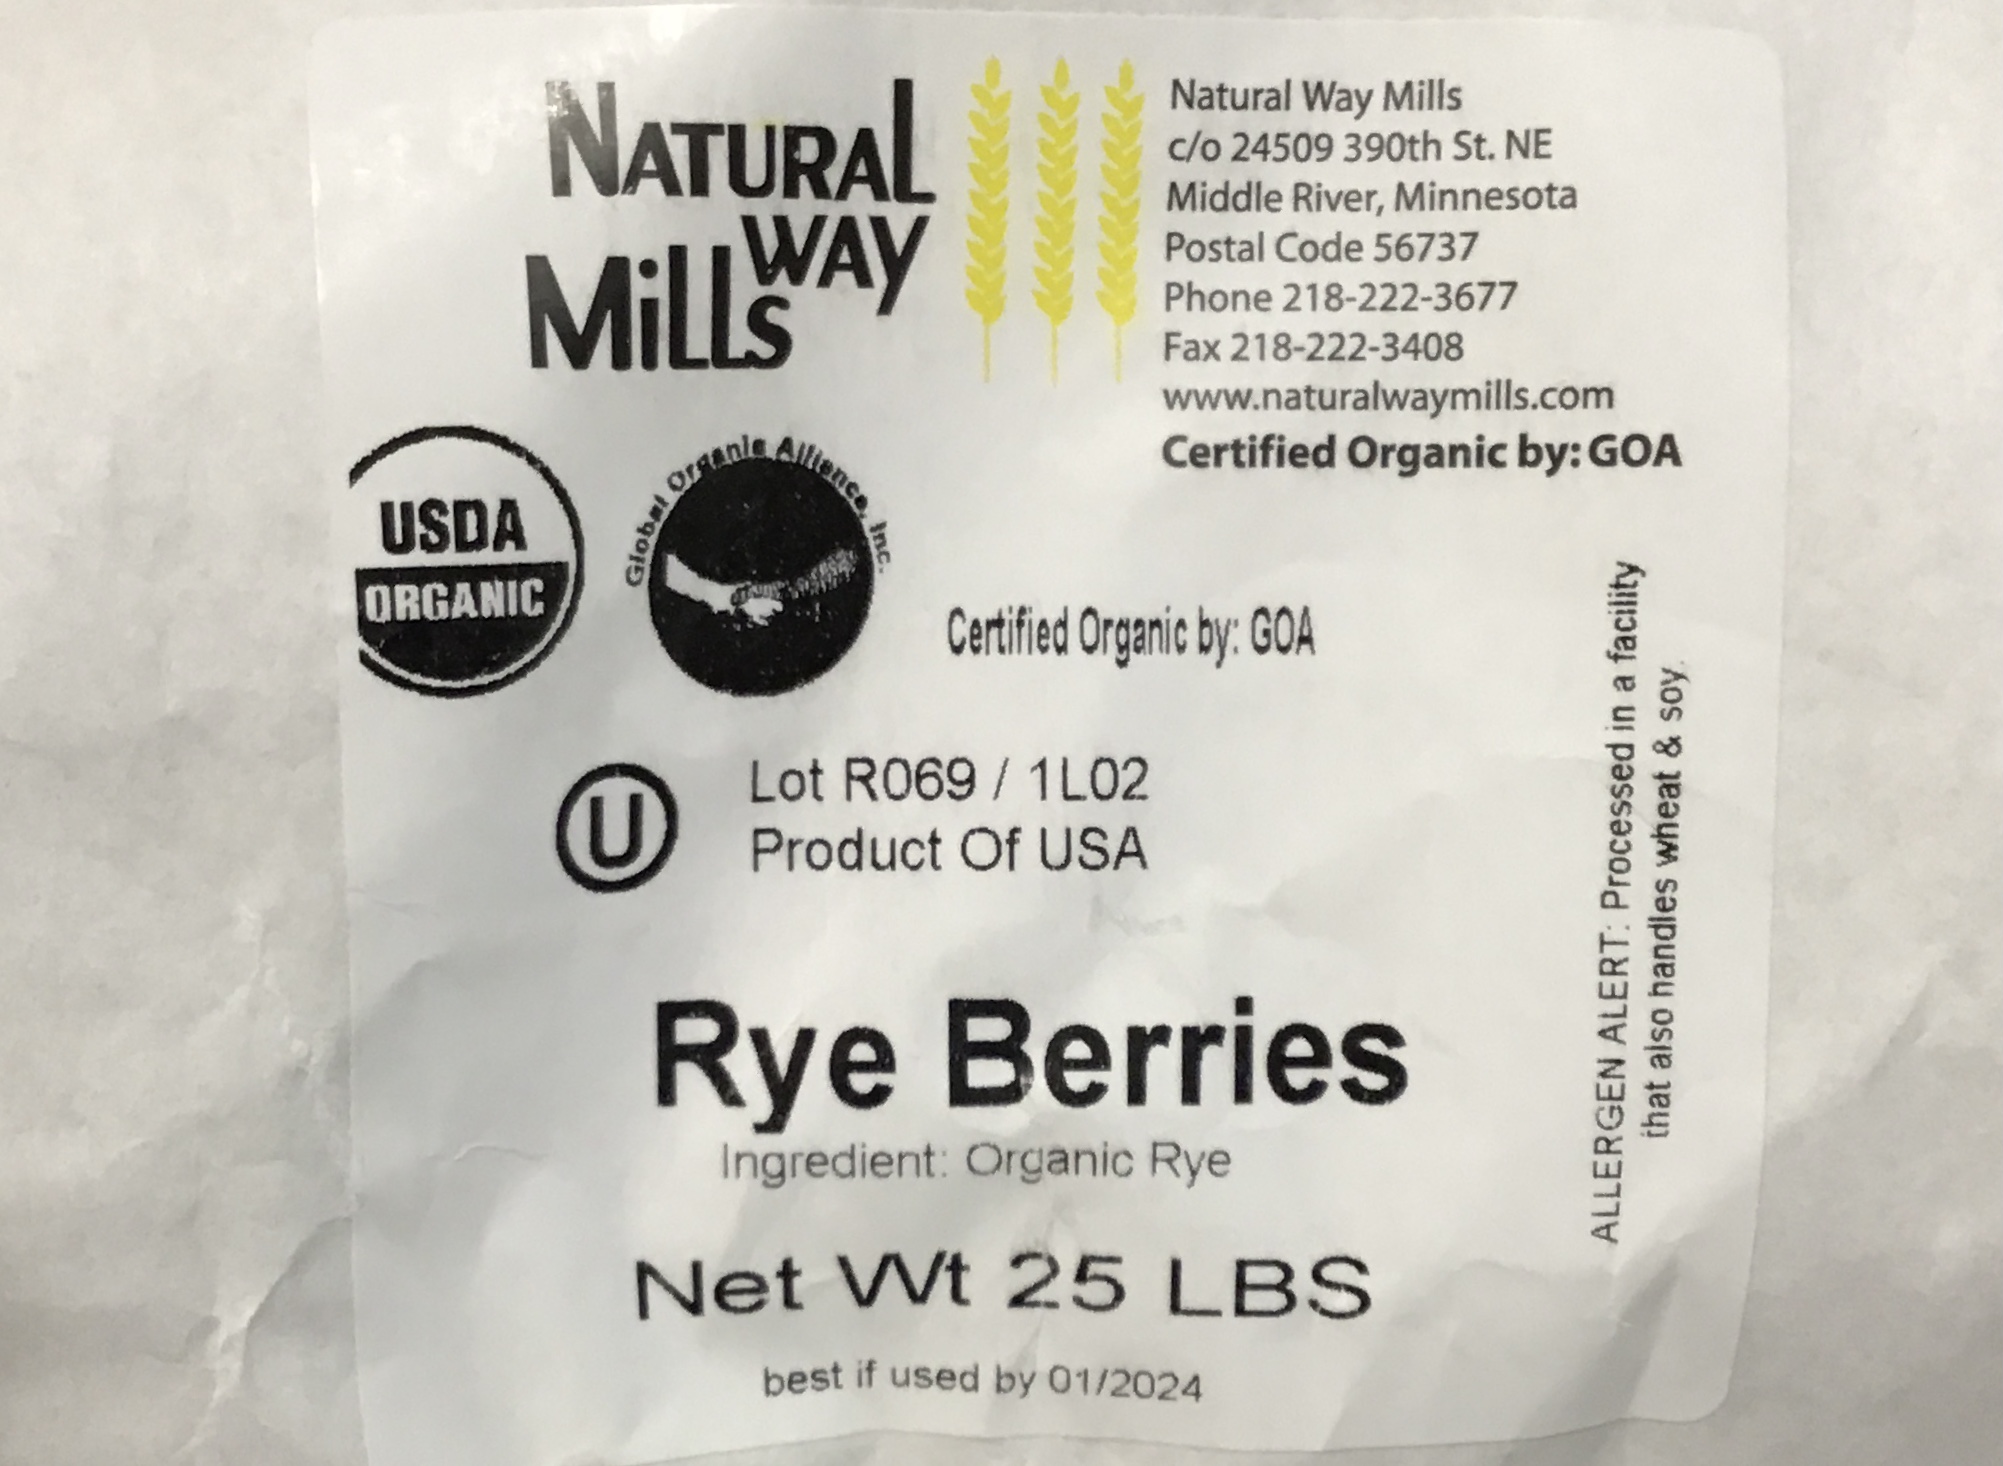 NATURAL
WAY
MiLLS
Natural Way Mills
c/o 24509 390th St. NE
Middle River, Minnesota
Postal Code 56737
Phone 218-222-3677
Fax 218-222-3408
www.naturalwaymills.com
Certified Organic by: GOA
USDA
ORGANIC
Global Organic Alliance, Inc.
Certified Organic by: GOA
U
Lot R069 / 1L02
Product Of USA
Rye Berries
Ingredient: Organic Rye
Net Wt 25 LBS
best if used by 01/2024
ALLERGEN ALERT: Processed in a facility
that also handles wheat & soy.